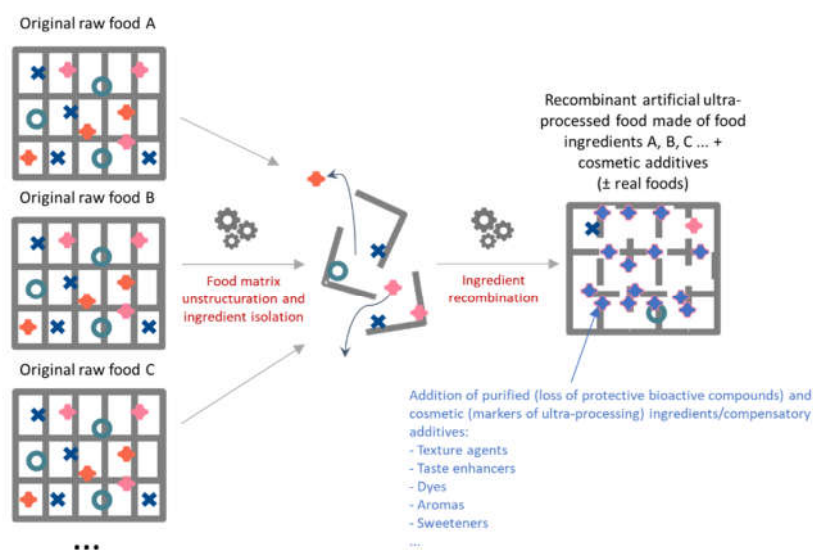 Original raw food A
Original raw food B
Original raw food C
...
Food matrix
unstructuration and
ingredient isolation
Ingredient
recombination
Recombinant artificial ultra-
processed food made of food
ingredients A, B, C ... +
cosmetic additives
(± real foods)
Addition of purified (loss of protective bioactive compounds) and
cosmetic (markers of ultra-processing) ingredients/compensatory
additives:
- Texture agents
- Taste enhancers
- Dyes
- Aromas
- Sweeteners
...